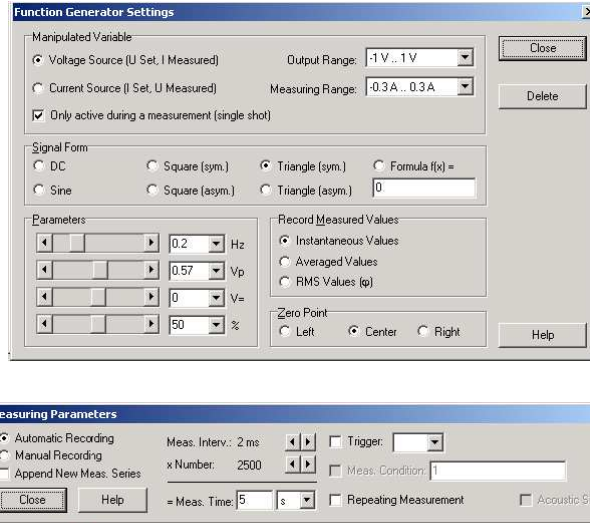 Function Generator Settings
Manipulated Variable
Voltage Source (U Set, I Measured)
Output Range: -1 V .. 1 V
Close
Current Source (I Set, U Measured)
Measuring Range: -0.3 A .. 0.3 A
Delete
Only active during a measurement (single shot)
Signal Form
DC
Square (sym.)
Triangle (sym.)
Formula f(x) =
Sine
Square (asym.)
Triangle (asym.)
0
Parameters
0.2 Hz
0.57 Vp
0 V=
50 %
Record Measured Values
Instantaneous Values
Averaged Values
RMS Values (φ)
Zero Point
Left
Center
Right
Help
easuring Parameters
Automatic Recording
Meas. Interv.: 2 ms
Trigger:
Manual Recording
x Number: 2500
Meas. Condition: 1
Append New Meas. Series
Close
Help
= Meas. Time: 5 s
Repeating Measurement
Acoustic S